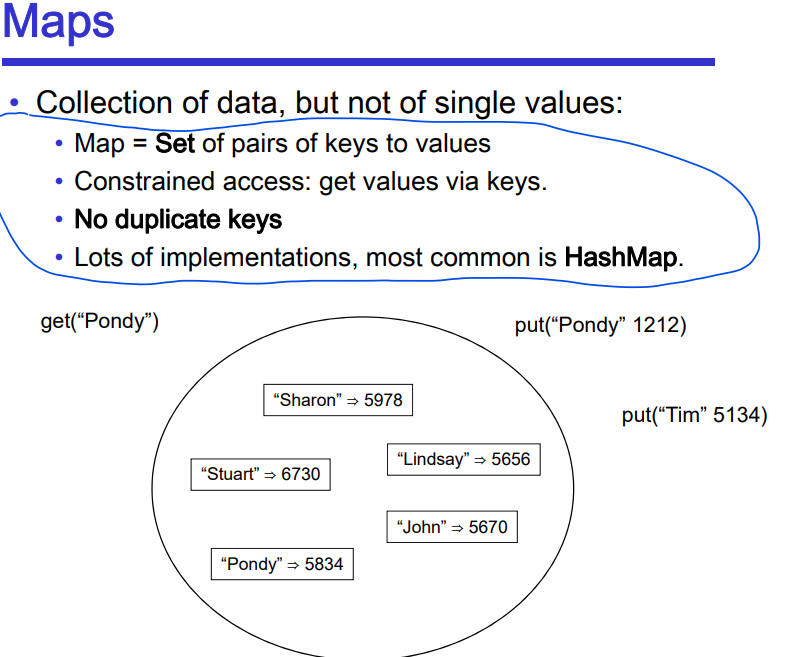 Maps
• Collection of data, but not of single values:
• Map = Set of pairs of keys to values
• Constrained access: get values via keys.
• No duplicate keys
• Lots of implementations, most common is HashMap.
get(“Pondy”)
put(“Pondy” 1212)
“Sharon” ⇒ 5978
put(“Tim” 5134)
“Lindsay” ⇒ 5656
“Stuart” ⇒ 6730
“John” ⇒ 5670
“Pondy” ⇒ 5834